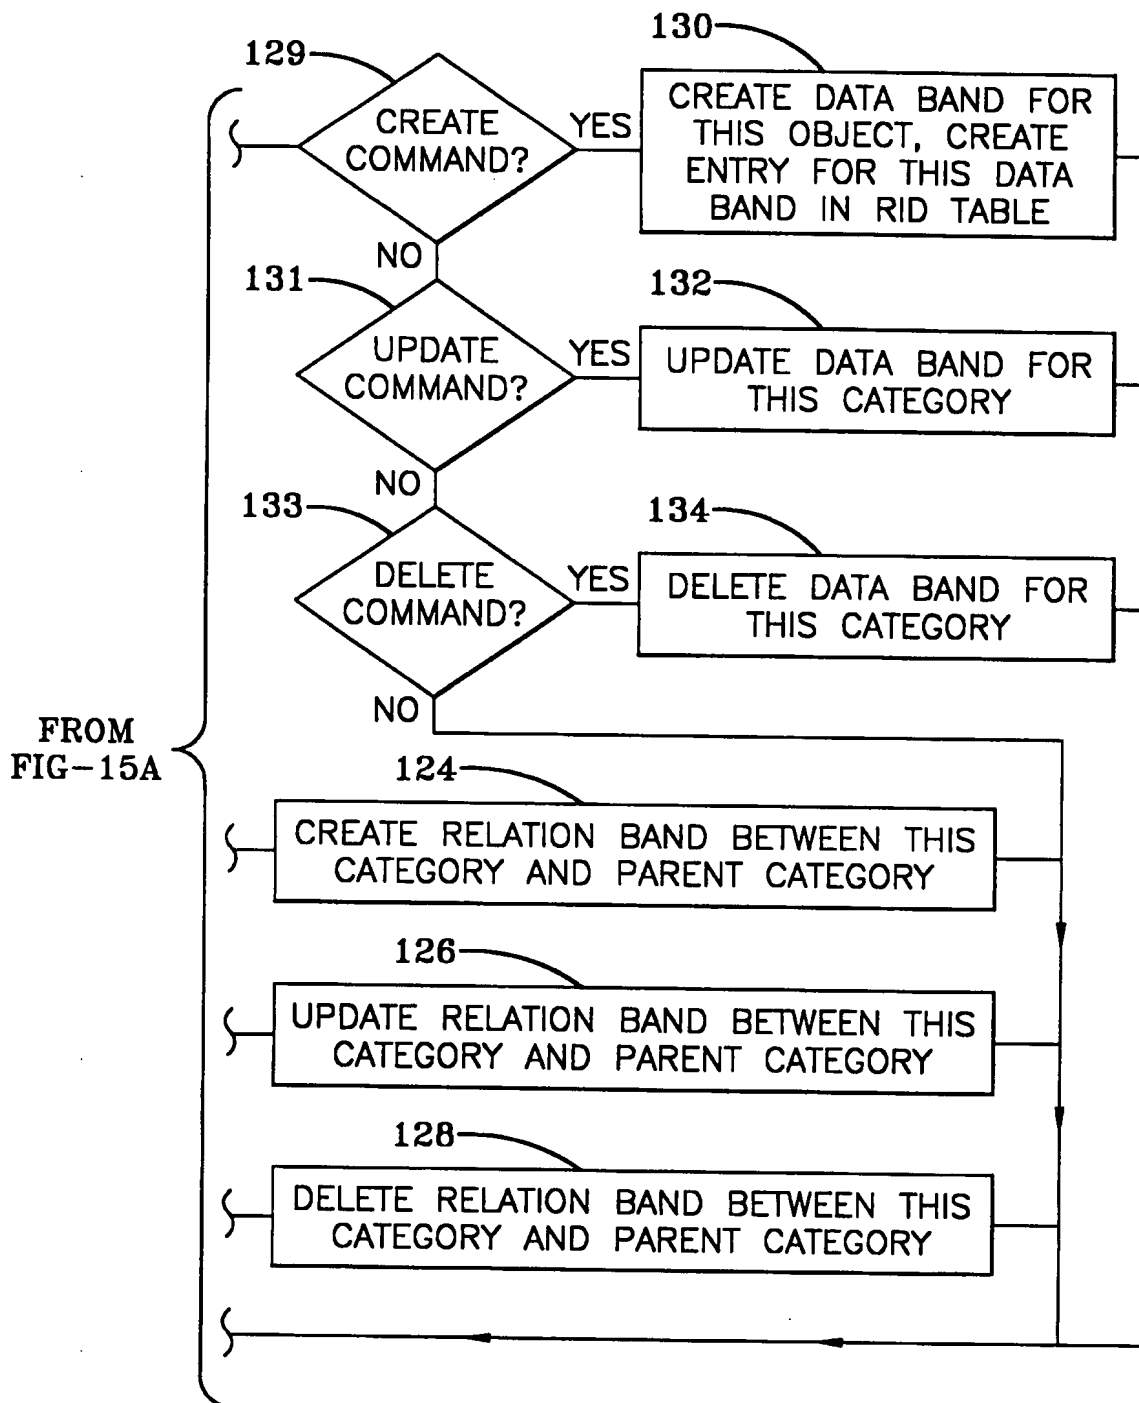 129
CREATE
COMMAND?
YES
130
CREATE DATA BAND FOR
THIS OBJECT, CREATE
ENTRY FOR THIS DATA
BAND IN RID TABLE
NO
131
UPDATE
COMMAND?
YES
132
UPDATE DATA BAND FOR
THIS CATEGORY
NO
133
DELETE
COMMAND?
YES
134
DELETE DATA BAND FOR
THIS CATEGORY
NO
FROM
FIG-15A
124
CREATE RELATION BAND BETWEEN THIS
CATEGORY AND PARENT CATEGORY
126
UPDATE RELATION BAND BETWEEN THIS
CATEGORY AND PARENT CATEGORY
128
DELETE RELATION BAND BETWEEN THIS
CATEGORY AND PARENT CATEGORY